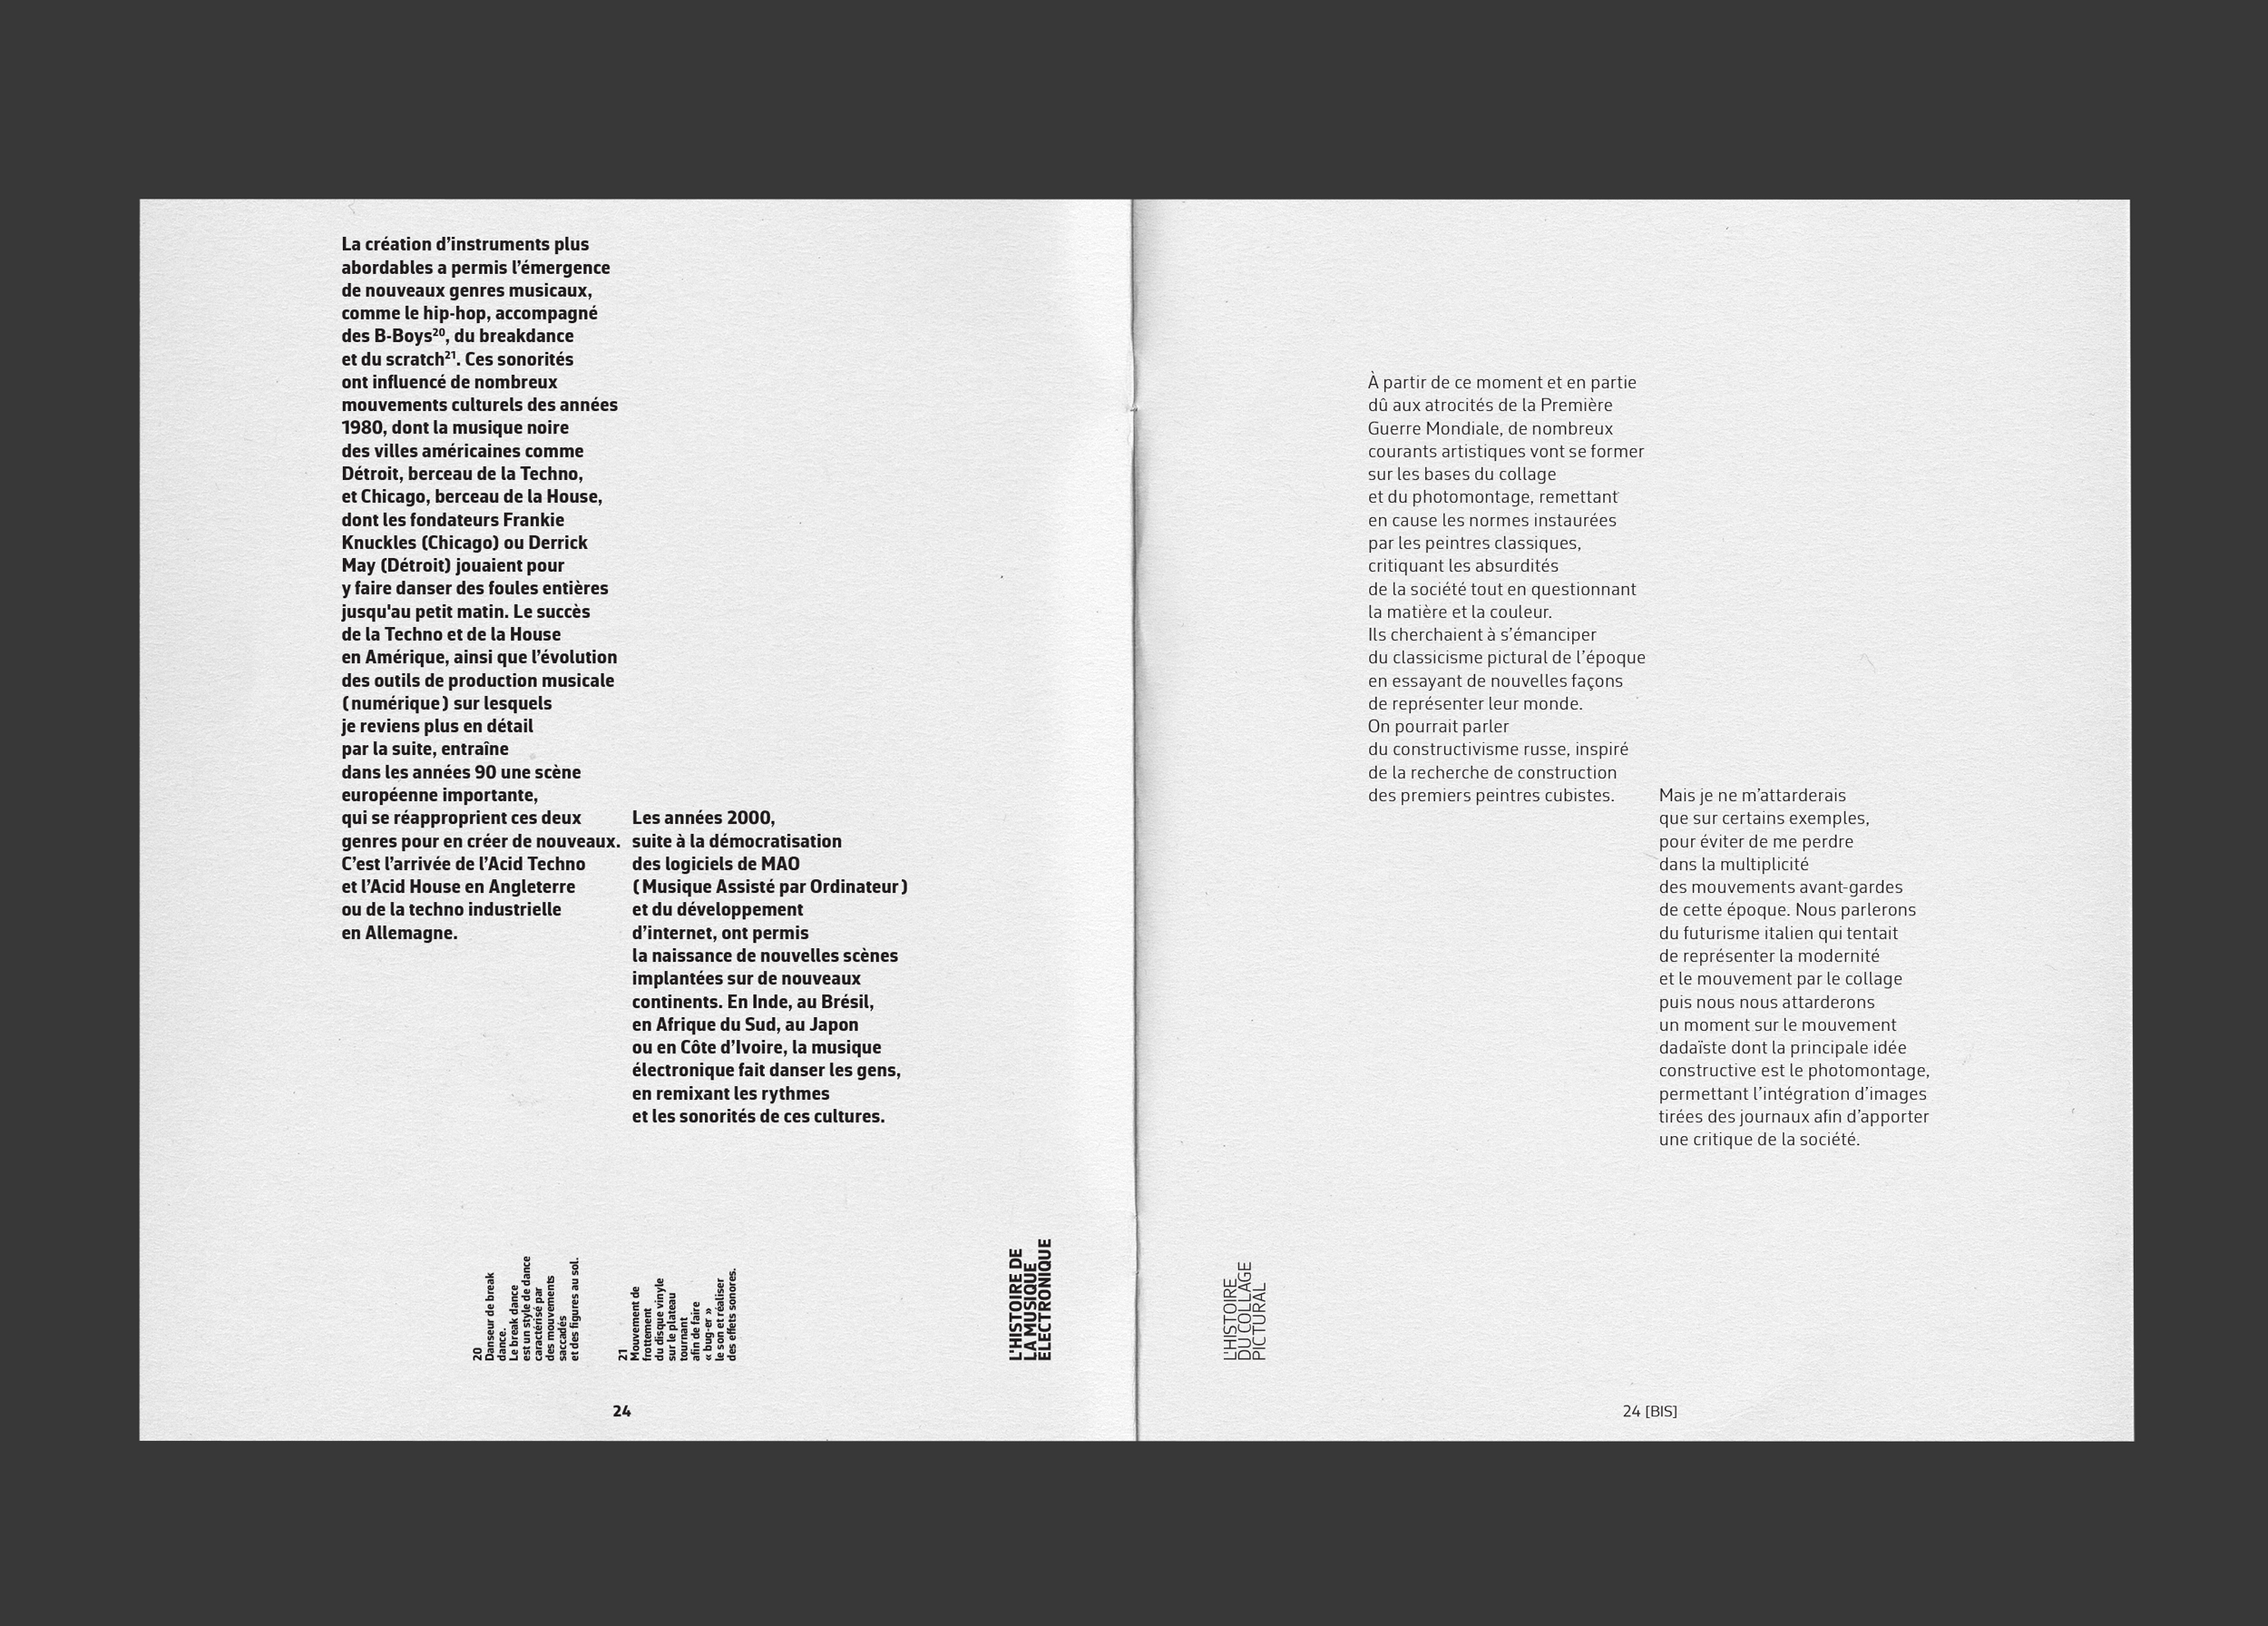 La création d’instruments plus
abordables a permis l’émergence
de nouveaux genres musicaux,
comme le hip-hop, accompagné
des B-Boys²⁰, du breakdance
et du scratch²¹. Ces sonorités
ont influencé de nombreux
mouvements culturels des années
1980, dont la musique noire
des villes américaines comme
Détroit, berceau de la Techno,
et Chicago, berceau de la House,
dont les fondateurs Frankie
Knuckles (Chicago) ou Derrick
May (Détroit) jouaient pour
y faire danser des foules entières
jusqu'au petit matin. Le succès
de la Techno et de la House
en Amérique, ainsi que l’évolution
des outils de production musicale
(numérique) sur lesquels
je reviens plus en détail
par la suite, entraîne
dans les années 90 une scène
européenne importante,
qui se réapproprient ces deux
genres pour en créer de nouveaux.
C’est l’arrivée de l’Acid Techno
et l’Acid House en Angleterre
ou de la techno industrielle
en Allemagne.
Les années 2000,
suite à la démocratisation
des logiciels de MAO
(Musique Assisté par Ordinateur)
et du développement
d’internet, ont permis
la naissance de nouvelles scènes
implantées sur de nouveaux
continents. En Inde, au Brésil,
en Afrique du Sud, au Japon
ou en Côte d’Ivoire, la musique
électronique fait danser les gens,
en remixant les rythmes
et les sonorités de ces cultures.
20
Danseur de break
dance.
Le break dance
est un style de dance
caractérisé par
des mouvements
saccadés
et des figures au sol.
21
Mouvement de
frottement
du disque vinyle
sur le plateau
tournant
afin de faire
« bug-er »
le son et réaliser
des effets sonores.
L'HISTOIRE DE
LA MUSIQUE
ELECTRONIQUE
24
À partir de ce moment et en partie
dû aux atrocités de la Première
Guerre Mondiale, de nombreux
courants artistiques vont se former
sur les bases du collage
et du photomontage, remettant
en cause les normes instaurées
par les peintres classiques,
critiquant les absurdités
de la société tout en questionnant
la matière et la couleur.
Ils cherchaient à s’émanciper
du classicisme pictural de l’époque
en essayant de nouvelles façons
de représenter leur monde.
On pourrait parler
du constructivisme russe, inspiré
de la recherche de construction
des premiers peintres cubistes.
Mais je ne m’attarderais
que sur certains exemples,
pour éviter de me perdre
dans la multiplicité
des mouvements avant-gardes
de cette époque. Nous parlerons
du futurisme italien qui tentait
de représenter la modernité
et le mouvement par le collage
puis nous nous attarderons
un moment sur le mouvement
dadaïste dont la principale idée
constructive est le photomontage,
permettant l’intégration d’images
tirées des journaux afin d’apporter
une critique de la société.
L'HISTOIRE
DU COLLAGE
PICTURAL
24 [BIS]